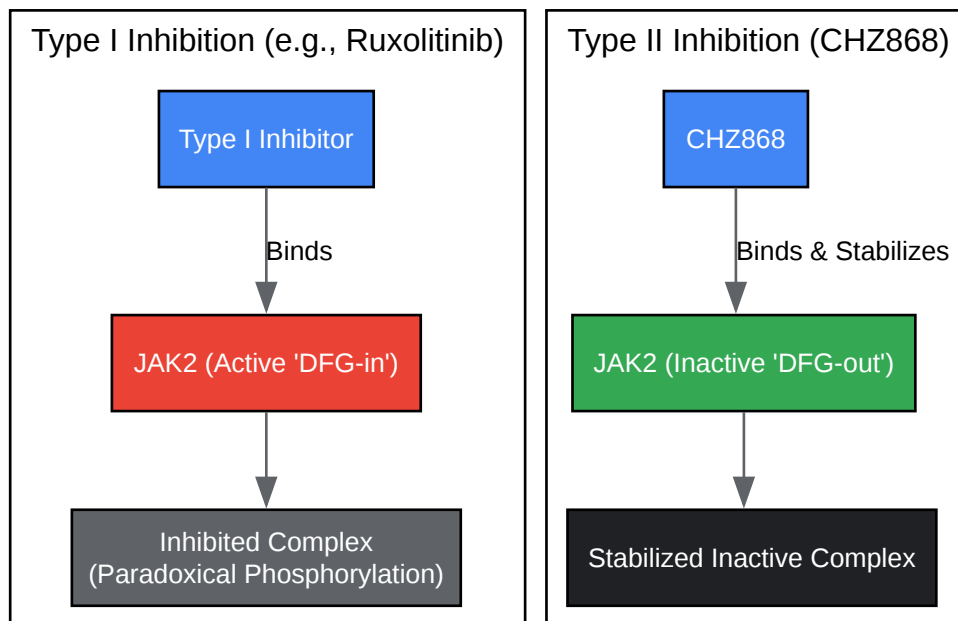 Type I Inhibition (e.g., Ruxolitinib)
Type I Inhibitor
Binds
JAK2 (Active 'DFG-in')
Inhibited Complex
(Paradoxical Phosphorylation)
Type II Inhibition (CHZ868)
CHZ868
Binds & Stabilizes
JAK2 (Inactive 'DFG-out')
Stabilized Inactive Complex